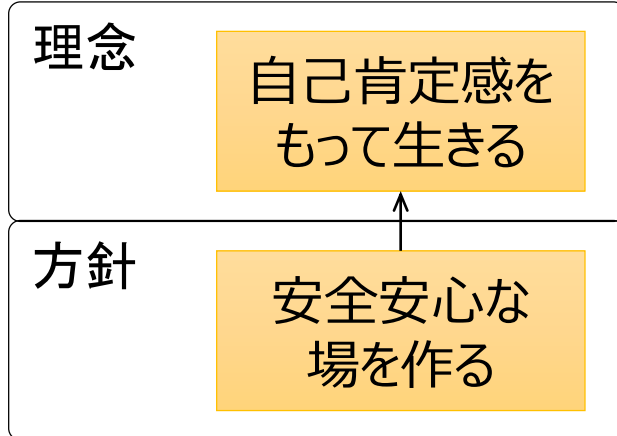 理念
自己肯定感を
もって生きる
方針
安全安心な
場を作る